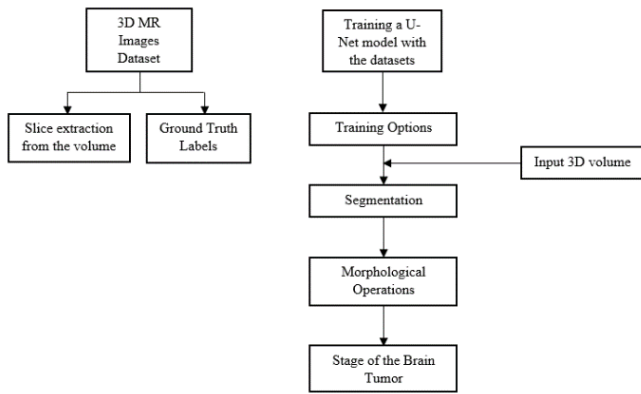 3D MR
Images
Dataset
Slice extraction
from the volume
Ground Truth
Labels
Training a U-
Net model with
the datasets
Training Options
Input 3D volume
Segmentation
Morphological
Operations
Stage of the Brain
Tumor